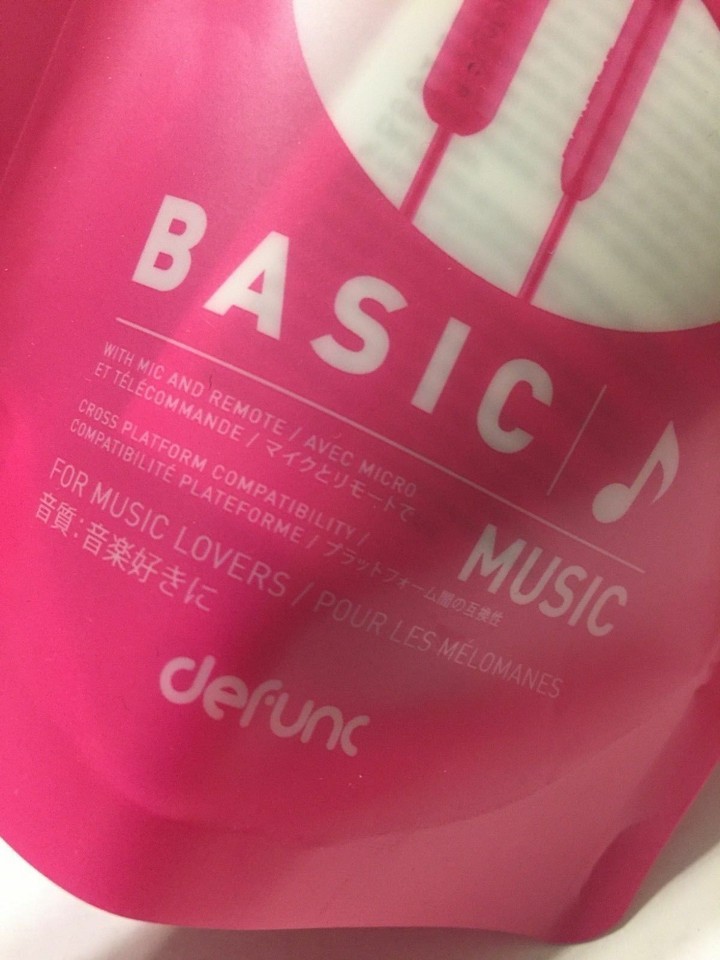 BASIC
WITH MIC AND REMOTE / AVEC MICRO
ET TÉLÉCOMMANDE / マイクとリモートで
CROSS PLATFORM COMPATIBILITY /
COMPATIBILITÉ PLATEFORME / プラットフォーム間の互換性
MUSIC
FOR MUSIC LOVERS / POUR LES MÉLOMANES
音質:音楽好きに
defunc